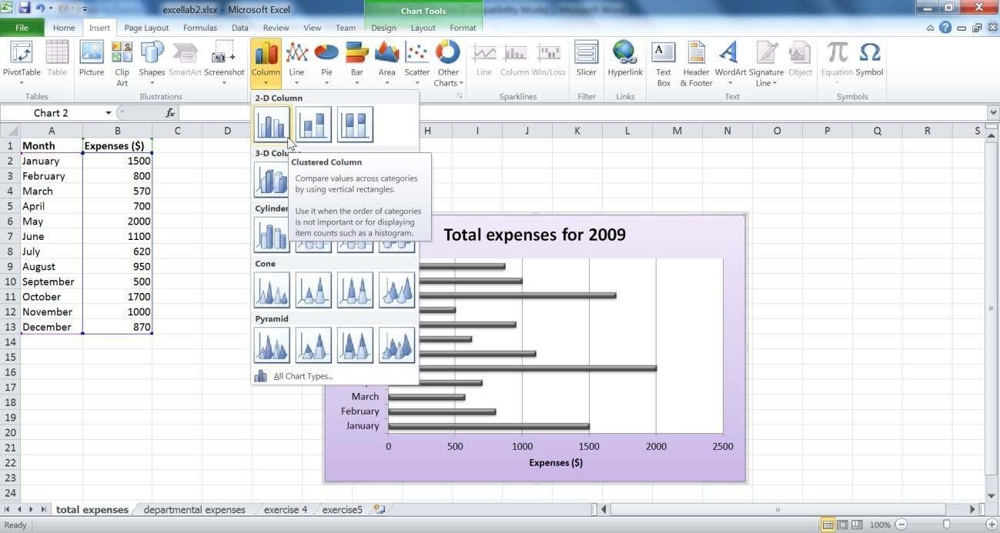 excellab2.xlsx - Microsoft Excel
Chart Tools
File Home Insert Page Layout Formulas Data Review View Team Design Layout Format
PivotTable Table Picture Clip Art Shapes SmartArt Screenshot Column Line Pie Bar Area Scatter Other Charts Line Column Win/Loss Slicer Hyperlink Text Box Header & Footer WordArt Signature Line Object Equation Symbol
Tables Illustrations Sparklines Filter Links Text Symbols
Chart 2 fx
2-D Column
A B C D H I J K L M N O P Q R S
1 Month Expenses ($)
2 January 1500
3 February 800
4 March 570
5 April 700
6 May 2000
7 June 1100
8 July 620
9 August 950
10 September 500
11 October 1700
12 November 1000
13 December 870
14
15
16
17
18
19
20
21
22
23
24
3-D Colu
Clustered Column
Compare values across categories
by using vertical rectangles.
Use it when the order of categories
is not important or for displaying
item counts such as a histogram.
Cylinder
Cone
Pyramid
All Chart Types...
Total expenses for 2009
March
February
January
0 500 1000 1500 2000 2500
Expenses ($)
total expenses departmental expenses exercise 4 exercise5
Ready 100%